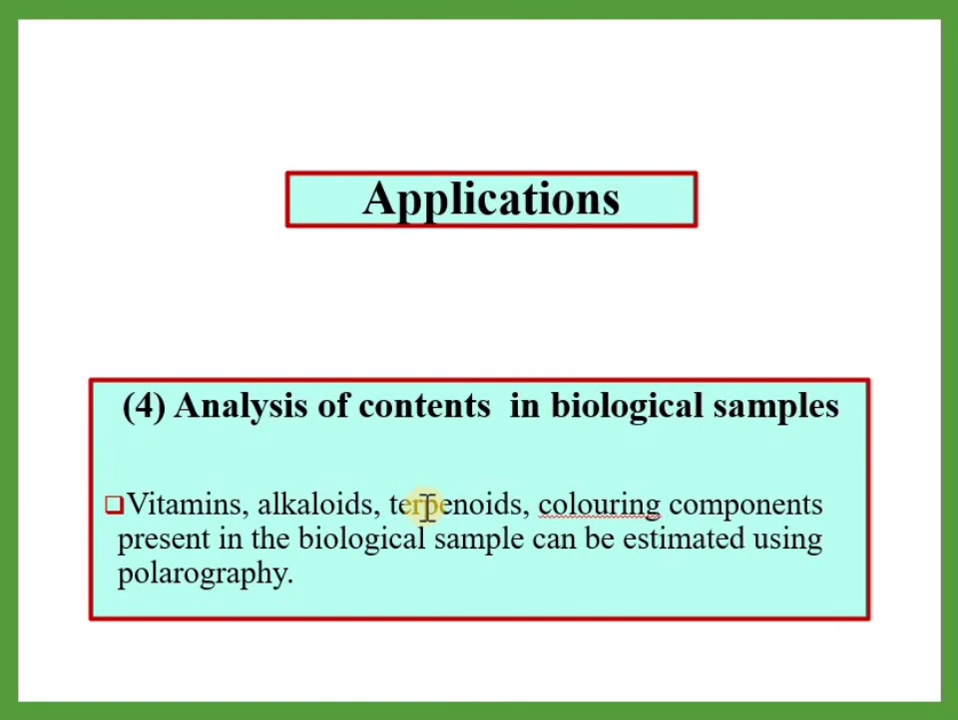 Applications
(4) Analysis of contents in biological samples
Vitamins, alkaloids, terpenoids, colouring components
present in the biological sample can be estimated using
polarography.